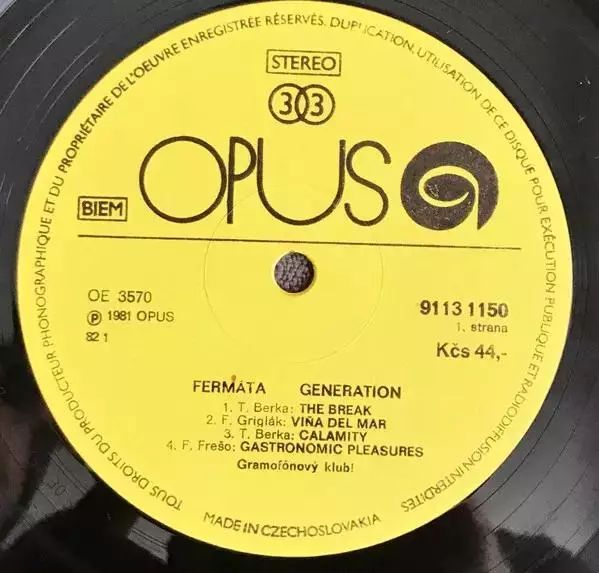 TOUS DROITS DU PRODUCTEUR PHONOGRAPHIQUE ET DU PROPRIÉTAIRE DE L'OEUVRE ENREGISTREE RÉSERVÉS. DUPLICATION, UTILISATION DE CE DISQUE POUR EXÉCUTION PUBLIQUE ET RADIODIFFUSION INTERDITES
STEREO
33
OPUS
BIEM
OE 3570
℗ 1981 OPUS
82 1
9113 1150
1. strana
Kčs 44,-
FERMÁTA GENERATION
1. T. Berka: THE BREAK
2. F. Griglák: VIÑA DEL MAR
3. T. Berka: CALAMITY
4. F. Frešo: GASTRONOMIC PLEASURES
Gramofónový klub!
MADE IN CZECHOSLOVAKIA